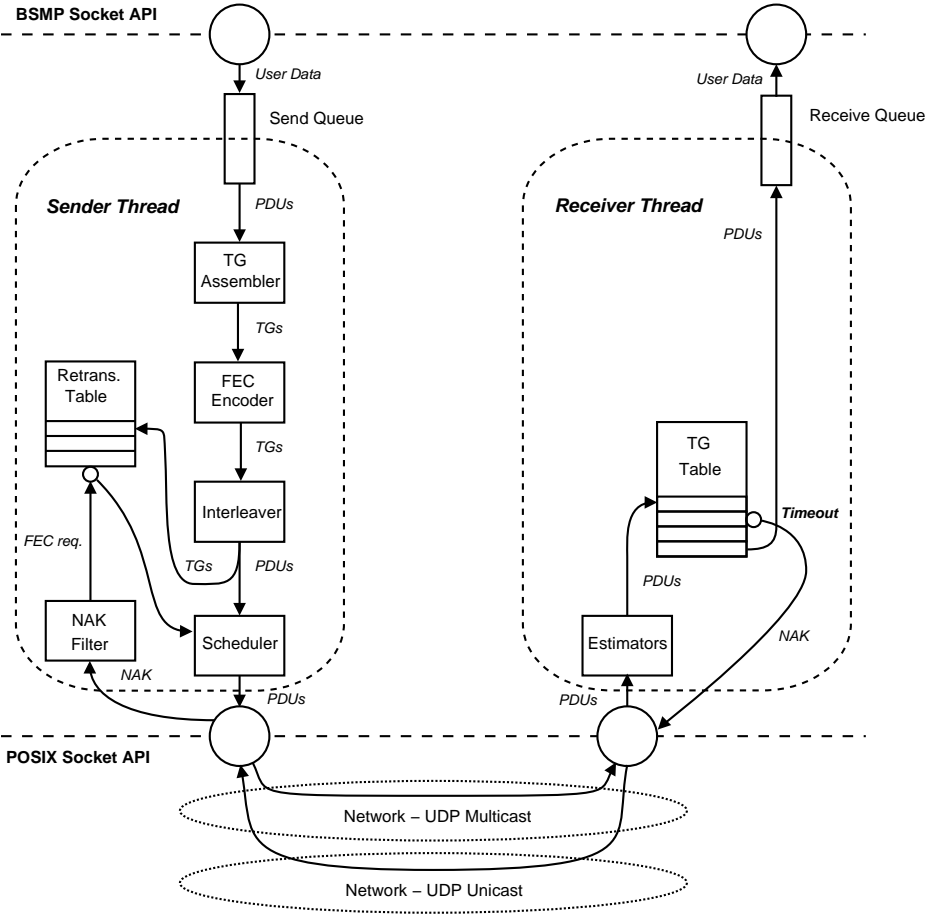 BSMP Socket API
User Data
User Data
Send Queue
Receive Queue
Sender Thread
PDUs
Receiver Thread
PDUs
TG
Assembler
TGs
Retrans.
Table
FEC
Encoder
TGs
TG
Table
Interleaver
Timeout
FEC req.
TGs
PDUs
PDUs
NAK
Filter
Scheduler
Estimators
NAK
NAK
PDUs
PDUs
POSIX Socket API
Network – UDP Multicast
Network – UDP Unicast